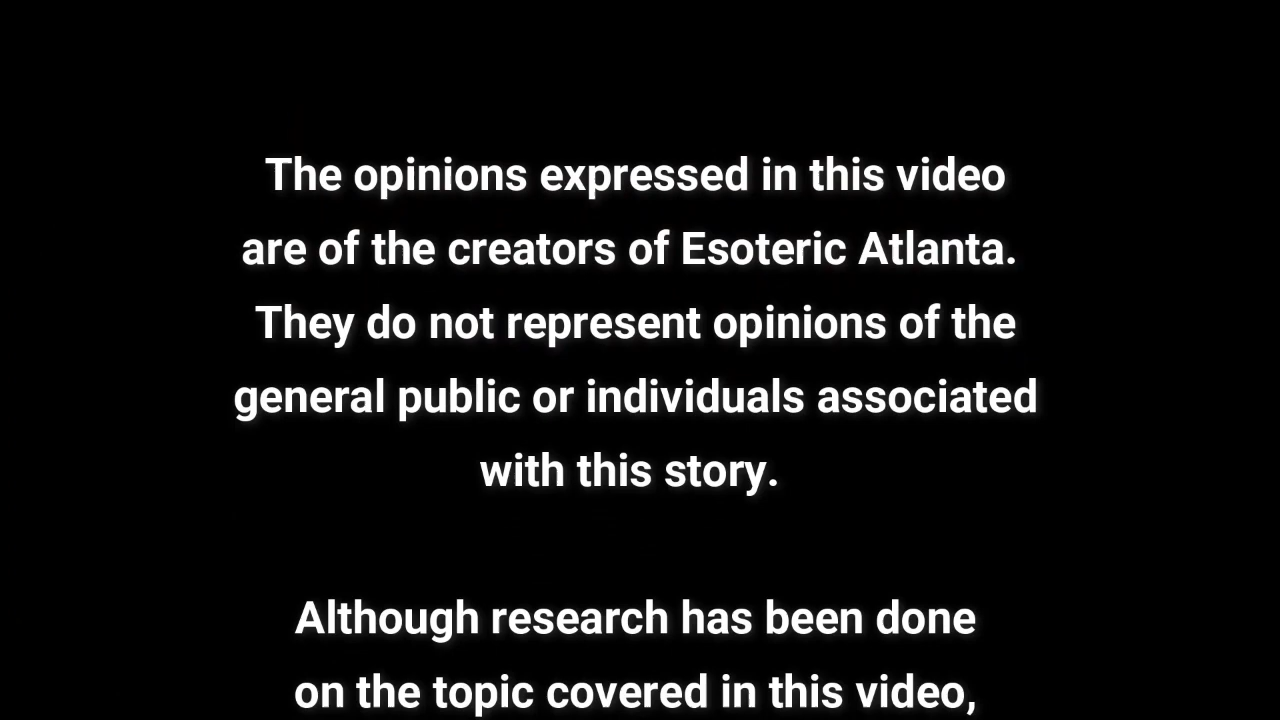 The opinions expressed in this video
are of the creators of Esoteric Atlanta.
They do not represent opinions of the
general public or individuals associated
with this story.
Although research has been done
on the topic covered in this video,